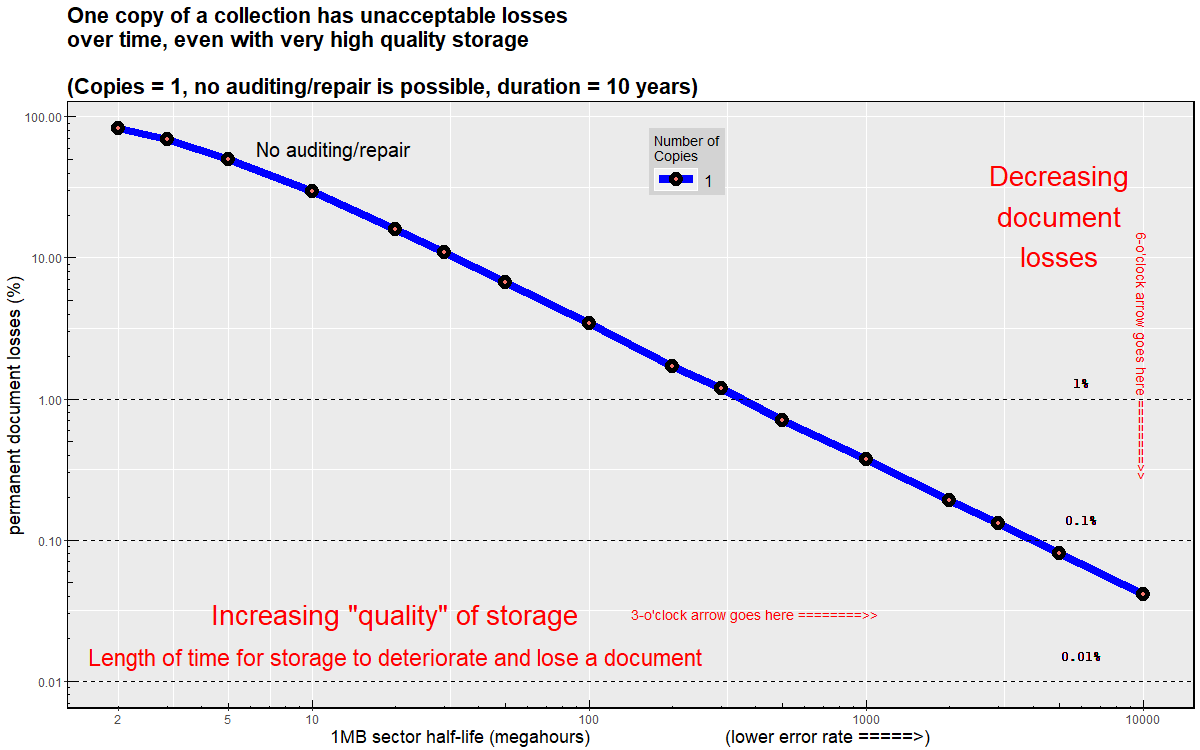 One copy of a collection has unacceptable losses
over time, even with very high quality storage
(Copies = 1, no auditing/repair is possible, duration = 10 years)
100.00
10.00
1.00
0.10
0.01
permanent document losses (%)
No auditing/repair
Number of
Copies
1
Decreasing
document
losses
6-o'clock arrow goes here ========>>
1%
0.1%
0.01%
Increasing "quality" of storage
3-o'clock arrow goes here ========>>
Length of time for storage to deteriorate and lose a document
2
5
10
100
1000
10000
1MB sector half-life (megahours)
(lower error rate =====>)